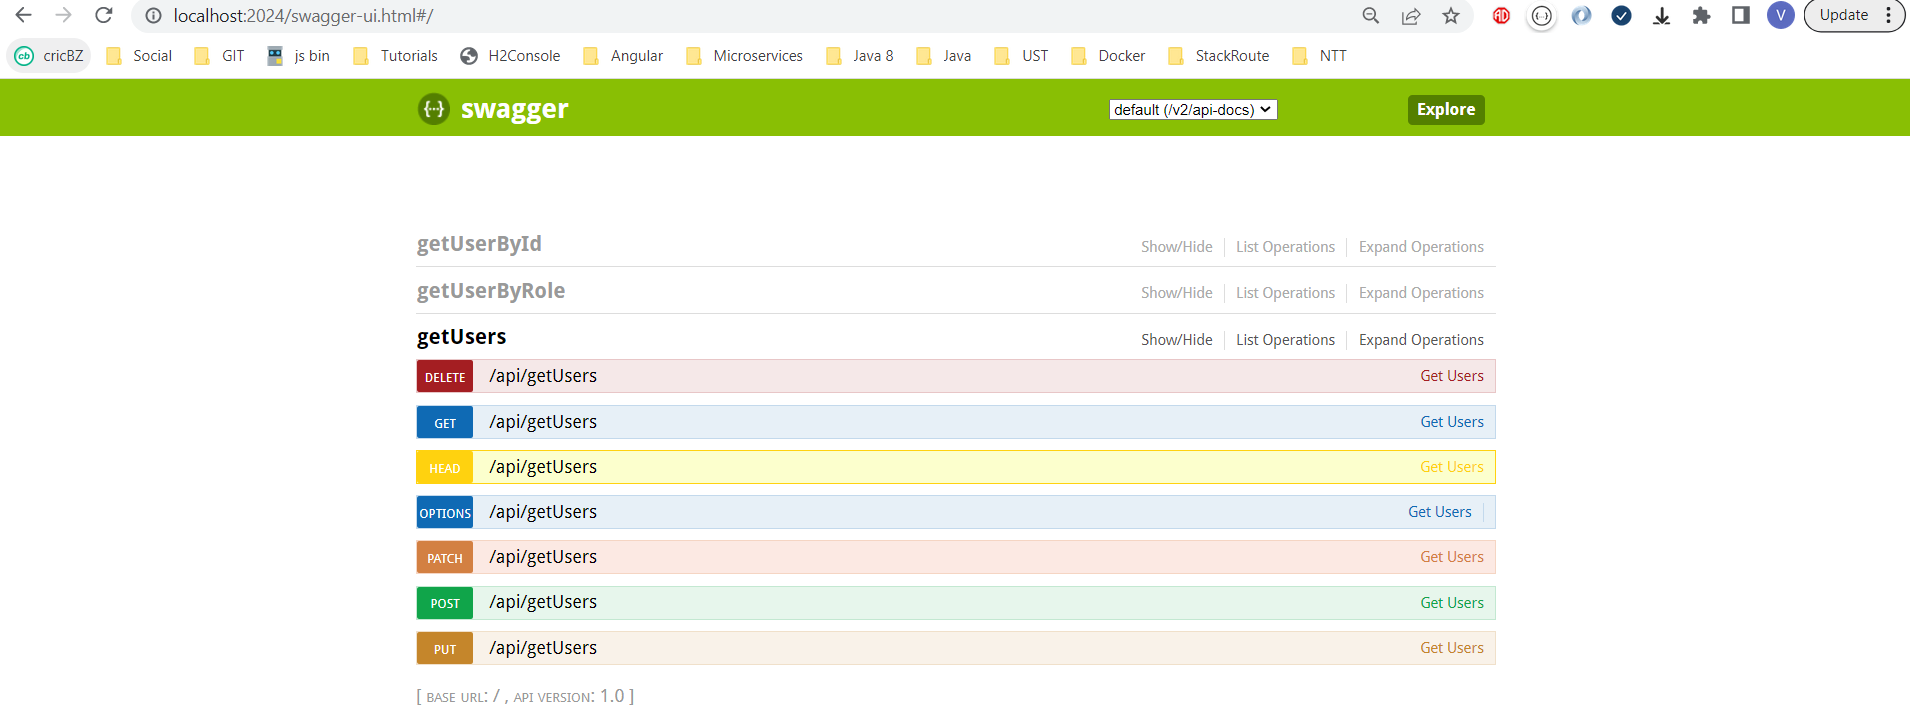 localhost:2024/swagger-ui.html#/ V Update
cb cricBZ Social GIT js bin Tutorials H2Console Angular Microservices Java 8 Java UST Docker StackRoute NTT
{···} swagger default (/v2/api-docs) Explore
getUserById Show/Hide List Operations Expand Operations
getUserByRole Show/Hide List Operations Expand Operations
getUsers Show/Hide List Operations Expand Operations
DELETE /api/getUsers Get Users
GET /api/getUsers Get Users
HEAD /api/getUsers Get Users
OPTIONS /api/getUsers Get Users
PATCH /api/getUsers Get Users
POST /api/getUsers Get Users
PUT /api/getUsers Get Users
[ BASE URL: / , API VERSION: 1.0 ]